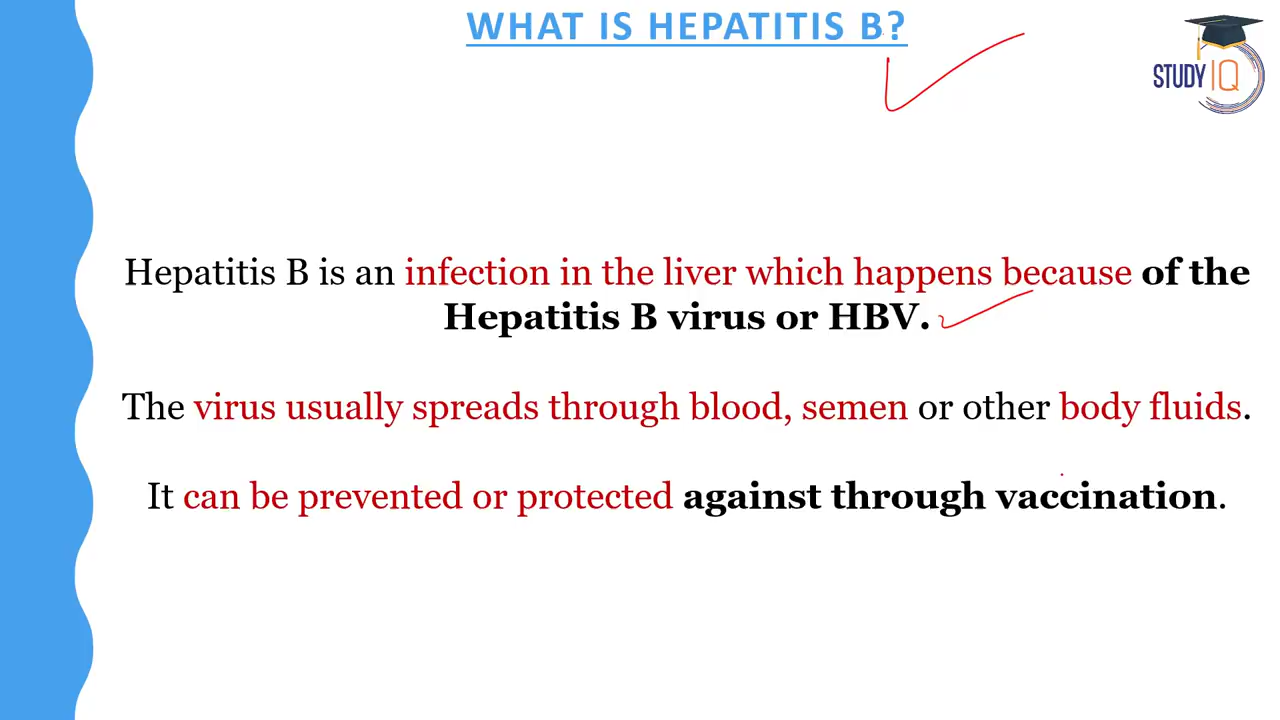 WHAT IS HEPATITIS B?
STUDY IQ
Hepatitis B is an infection in the liver which happens because of the
Hepatitis B virus or HBV.
The virus usually spreads through blood, semen or other body fluids.
It can be prevented or protected against through vaccination.